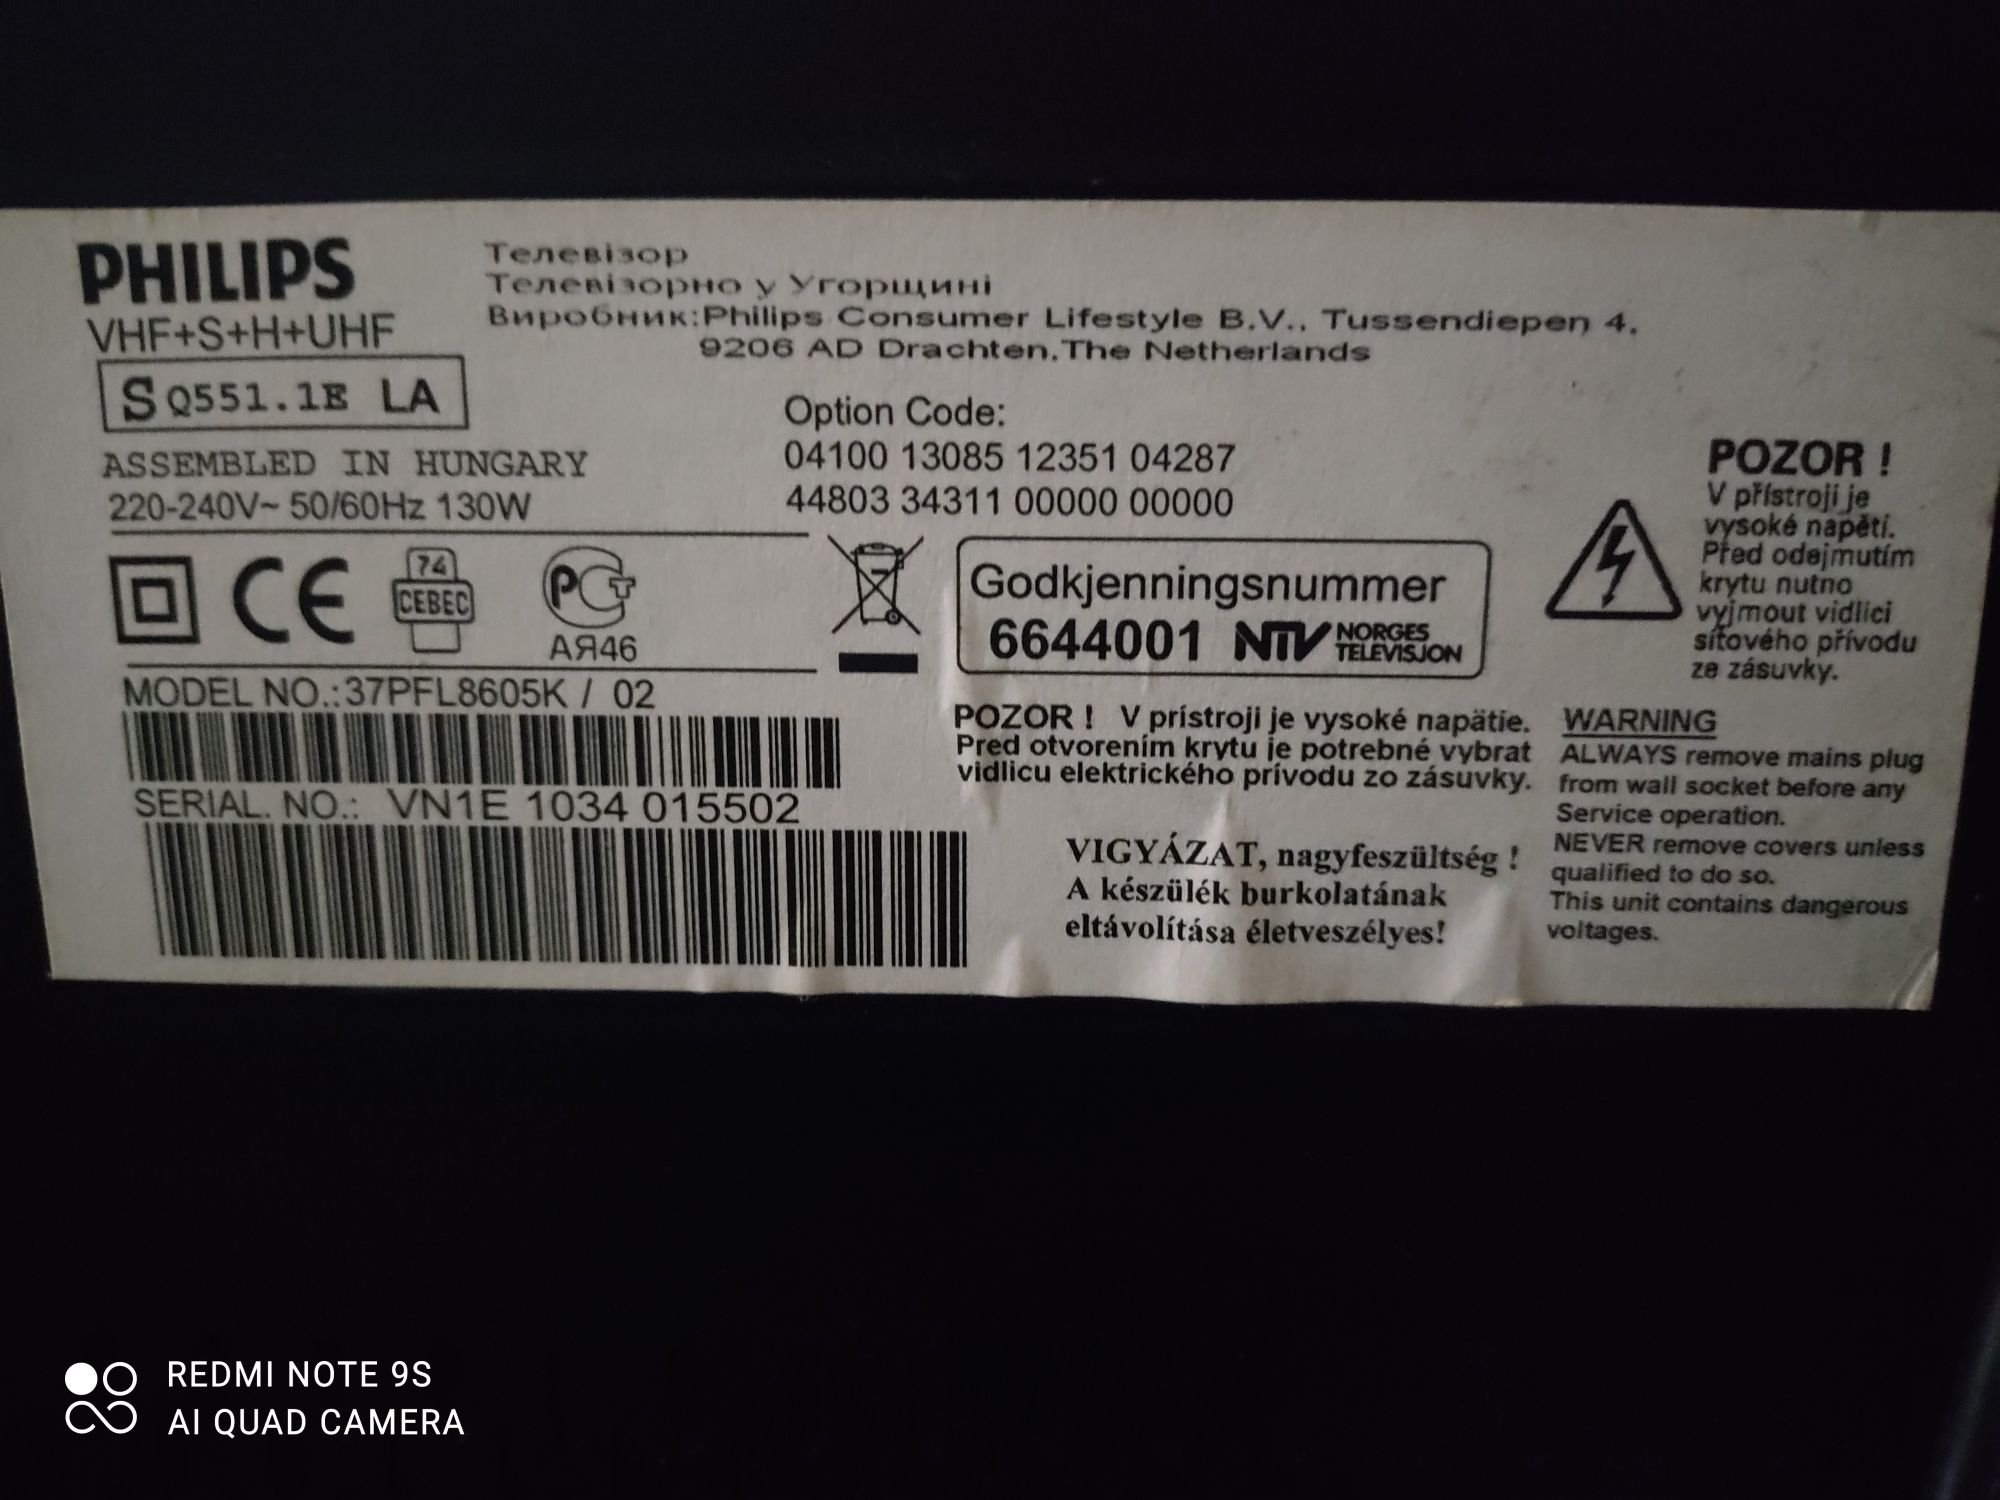 PHILIPS
VHF+S+H+UHF
S Q551.1E LA
ASSEMBLED IN HUNGARY
220-240V~ 50/60Hz 130W
Телевізор
Телевізорно у Угорщині
Виробник:Philips Consumer Lifestyle B.V., Tussendiepen 4,
9206 AD Drachten,The Netherlands
Option Code:
04100 13085 12351 04287
44803 34311 00000 00000
CE
74
CEBEC
РСТ
АЯ46
Godkjenningsnummer
6644001 NTV NORGES
TELEVISJON
POZOR !
V přístroji je
vysoké napětí.
Před odejmutím
krytu nutno
vyjmout vidlici
síťového přívodu
ze zásuvky.
MODEL NO.:37PFL8605K / 02
SERIAL. NO.: VN1E 1034 015502
POZOR ! V prístroji je vysoké napätie.
Pred otvorením krytu je potrebné vybrat
vidlicu elektrického prívodu zo zásuvky.
VIGYÁZAT, nagyfeszültség !
A készülék burkolatának
eltávolítása életveszélyes!
WARNING
ALWAYS remove mains plug
from wall socket before any
Service operation.
NEVER remove covers unless
qualified to do so.
This unit contains dangerous
voltages.
REDMI NOTE 9S
AI QUAD CAMERA